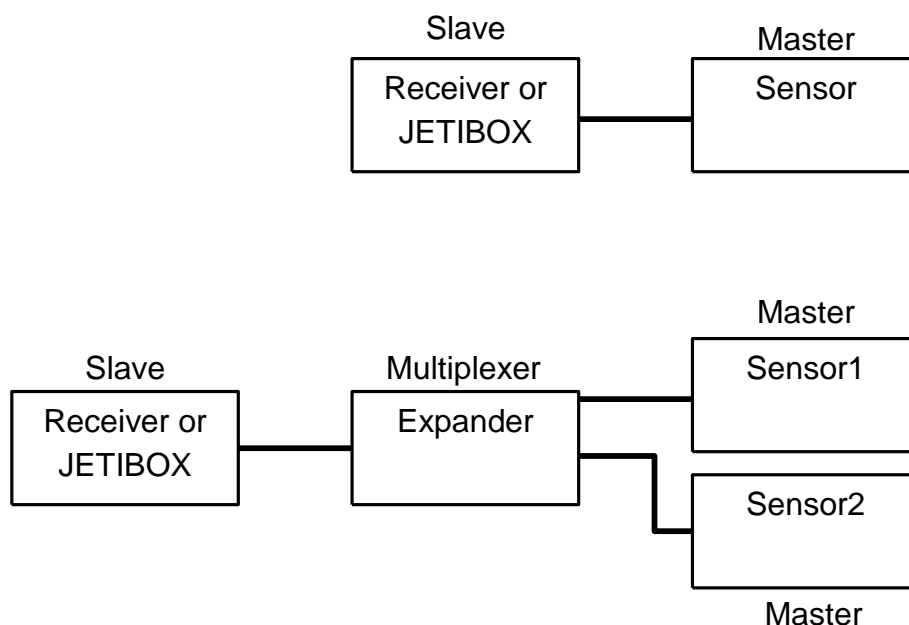 Slave
Master
Receiver or
JETIBOX
Sensor
Master
Slave
Multiplexer
Sensor1
Receiver or
JETIBOX
Expander
Sensor2
Master